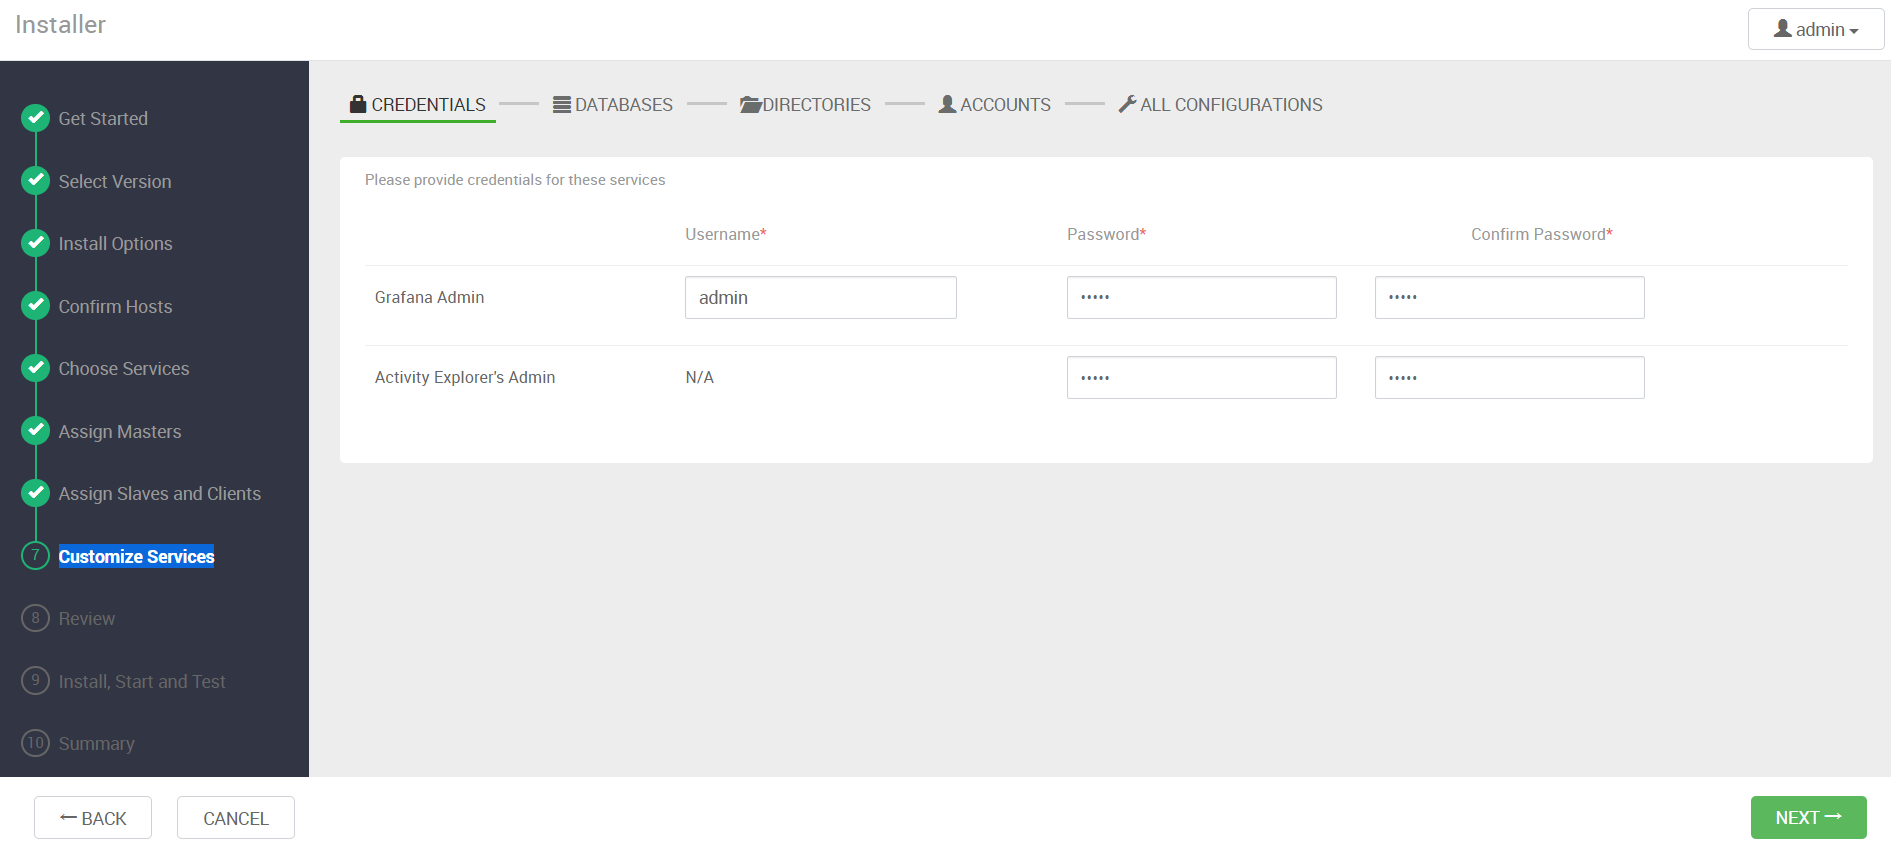 Installer
admin
Get Started
Select Version
Install Options
Confirm Hosts
Choose Services
Assign Masters
Assign Slaves and Clients
7 Customize Services
8 Review
9 Install, Start and Test
10 Summary
CREDENTIALS DATABASES DIRECTORIES ACCOUNTS ALL CONFIGURATIONS
Please provide credentials for these services
Username* Password* Confirm Password*
Grafana Admin admin ••••• •••••
Activity Explorer's Admin N/A ••••• •••••
← BACK CANCEL NEXT →